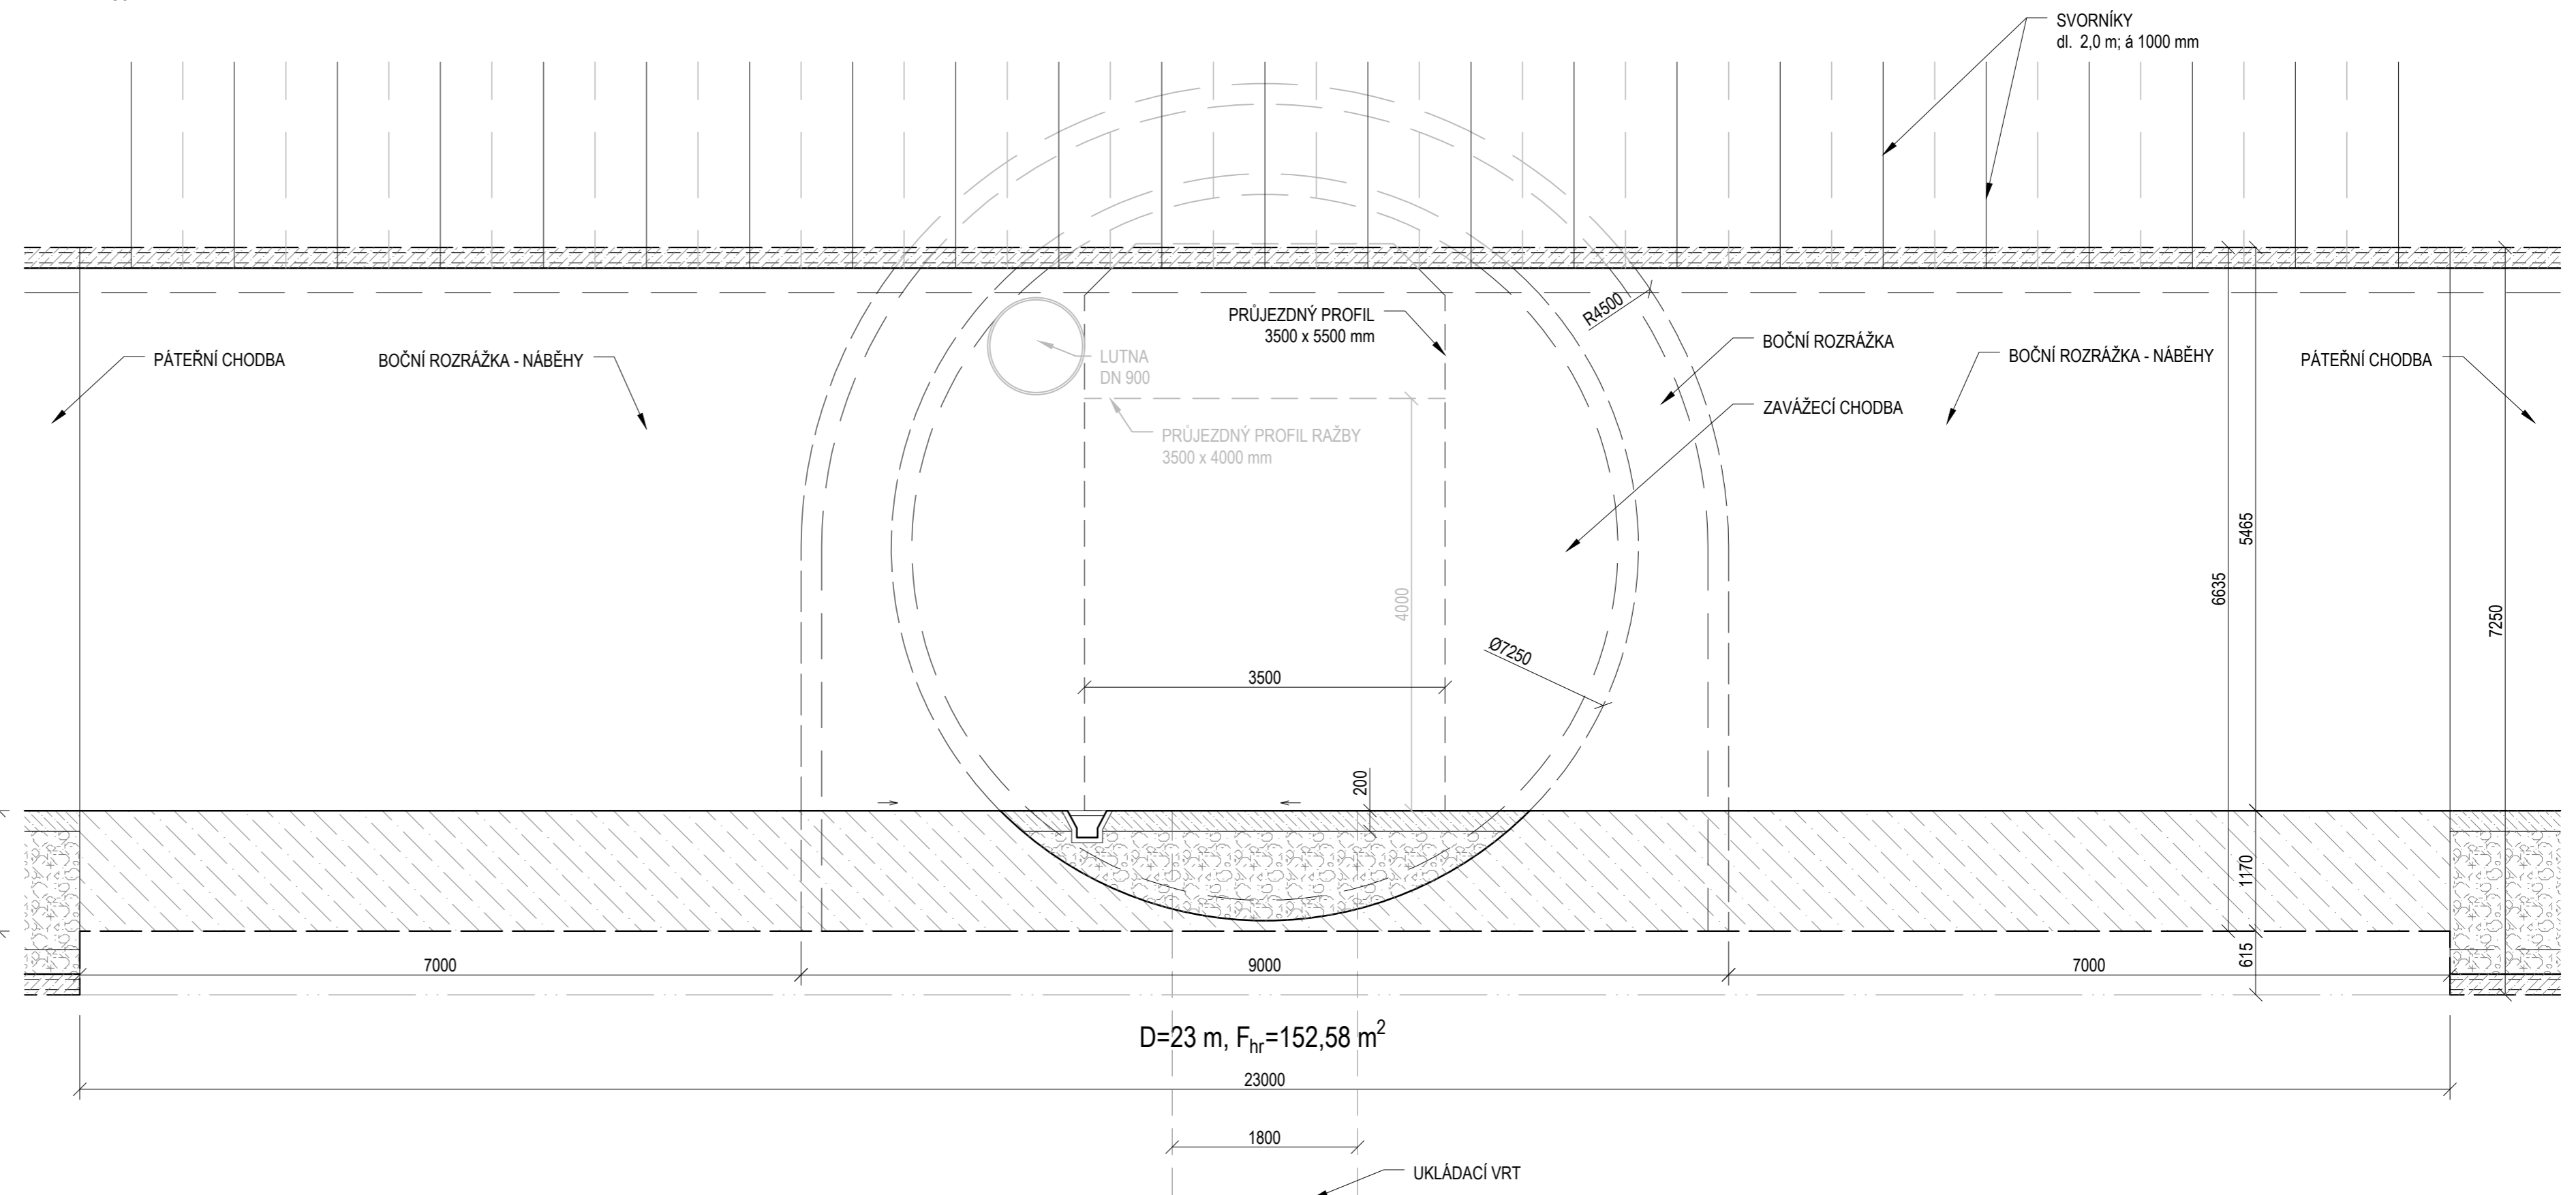 SVORNÍKY
dl. 2,0 m; á 1000 mm
PRŮJEZDNÝ PROFIL
3500 x 5500 mm
R4500
BOČNÍ ROZRÁŽKA
PÁTEŘNÍ CHODBA
BOČNÍ ROZRÁŽKA - NÁBĚHY
LUTNA
DN 900
BOČNÍ ROZRÁŽKA - NÁBĚHY
PÁTEŘNÍ CHODBA
ZAVÁŽECÍ CHODBA
PRŮJEZDNÝ PROFIL RAŽBY
3500 x 4000 mm
5465
6635
4000
7250
Ø7250
3500
200
1170
615
7000
9000
7000
D=23 m, Fhr=152,58 m2
23000
1800
UKLÁDACÍ VRT